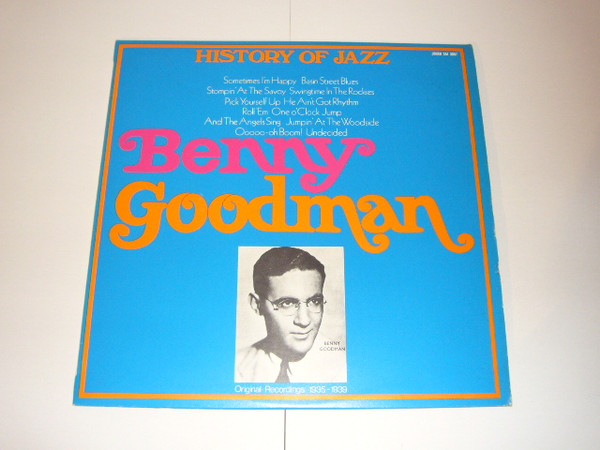 HISTORY OF JAZZ
Sometimes I'm Happy Basin Street Blues
Stompin' At The Savoy Swingtime In The Rockies
Pick Yourself Up He Ain't Got Rhythm
Roll 'Em One o'Clock Jump
And The Angels Sing Jumpin' At The Woodside
Ooooo-oh Boom! Undecided
Benny
Goodman
BENNY
GOODMAN
Original Recordings: 1935-1939